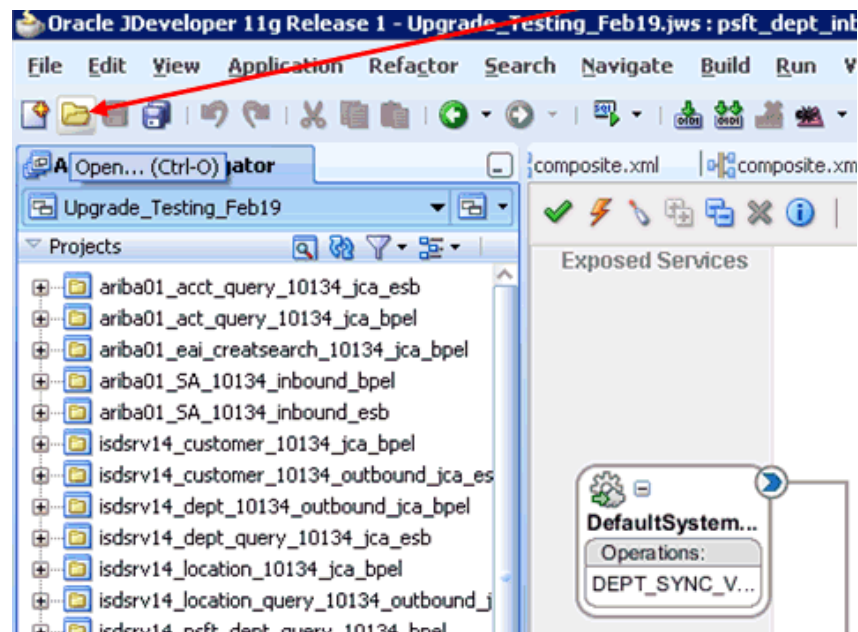 Oracle JDeveloper 11g Release 1 - Upgrade_Testing_Feb19.jws : psft_dept_inb
File Edit View Application Refactor Search Navigate Build Run V
Open... (Ctrl-O)
composite.xml
composite.xm
Upgrade_Testing_Feb19
Projects
Exposed Services
ariba01_acct_query_10134_jca_esb
ariba01_act_query_10134_jca_bpel
ariba01_eai_creatsearch_10134_jca_bpel
ariba01_SA_10134_inbound_bpel
ariba01_SA_10134_inbound_esb
isdsrv14_customer_10134_jca_bpel
isdsrv14_customer_10134_outbound_jca_es
isdsrv14_dept_10134_outbound_jca_bpel
isdsrv14_dept_query_10134_jca_esb
isdsrv14_location_10134_jca_bpel
isdsrv14_location_query_10134_outbound_j
isdsrv14_psft_dept_query_10134_bpel
DefaultSystem...
Operations:
DEPT_SYNC_V...